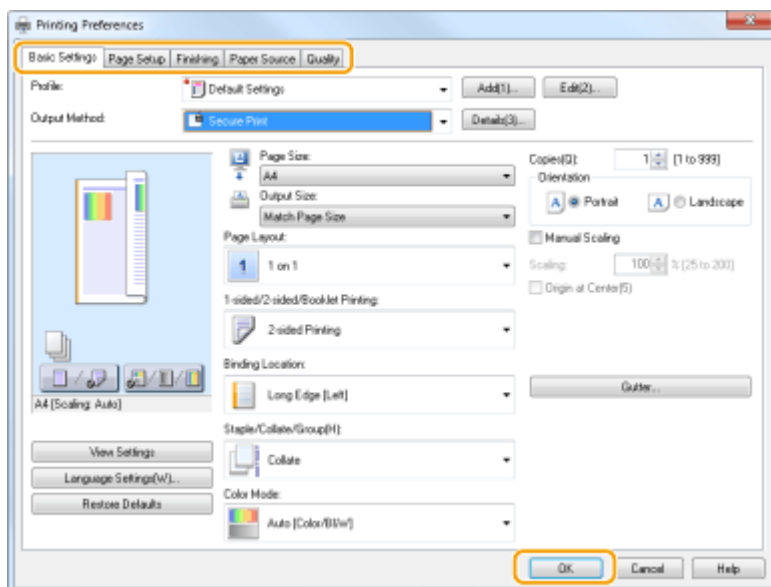 Printing Preferences
Basic Settings Page Setup Finishing Paper Source Quality
Profile: Default Settings Add(1)... Edit(2)...
Output Method: Secure Print Details(3)...
Page Size:
A4
Output Size:
Match Page Size
Page Layout:
1 1 on 1
1-sided/2-sided/Booklet Printing:
2-sided Printing
Binding Location:
Long Edge [Left]
Staple/Collate/Group(H):
Collate
Color Mode:
Auto [Color/B&W]
Copies(Q): 1 [1 to 999]
Orientation
A Portrait A Landscape
Manual Scaling
Scaling: 100 % [25 to 200]
Origin at Center(5)
Gutter...
A4 [Scaling: Auto]
View Settings
Language Settings(W)...
Restore Defaults
OK Cancel Help